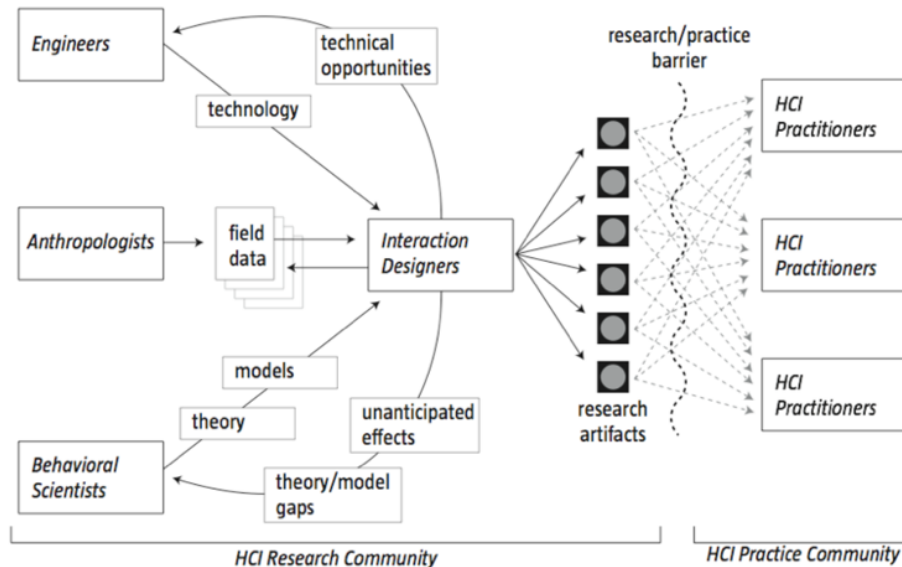 Engineers
technical
opportunities
research/practice
barrier
technology
HCI
Practitioners
Anthropologists
field
data
Interaction
Designers
HCI
Practitioners
models
theory
unanticipated
effects
research
artifacts
HCI
Practitioners
Behavioral
Scientists
theory/model
gaps
HCI Research Community
HCI Practice Community